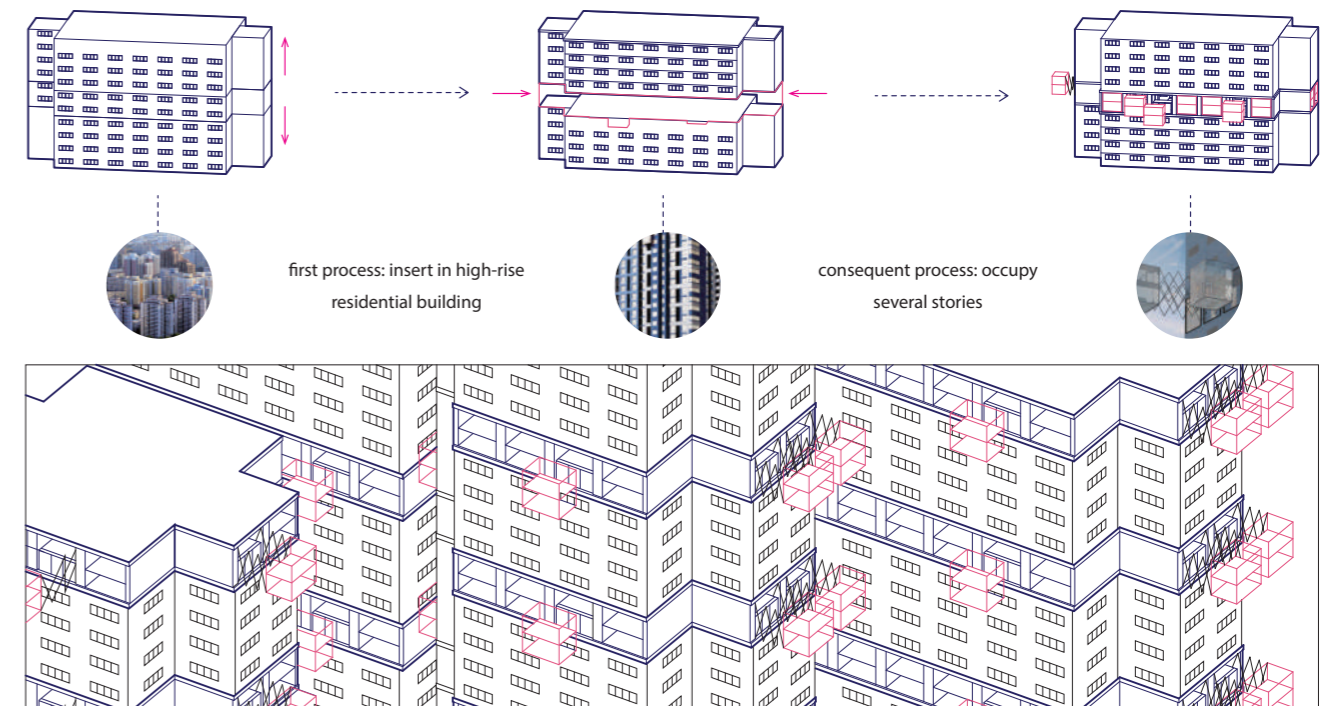 first process: insert in high-rise
residential building
consequent process: occupy
several stories